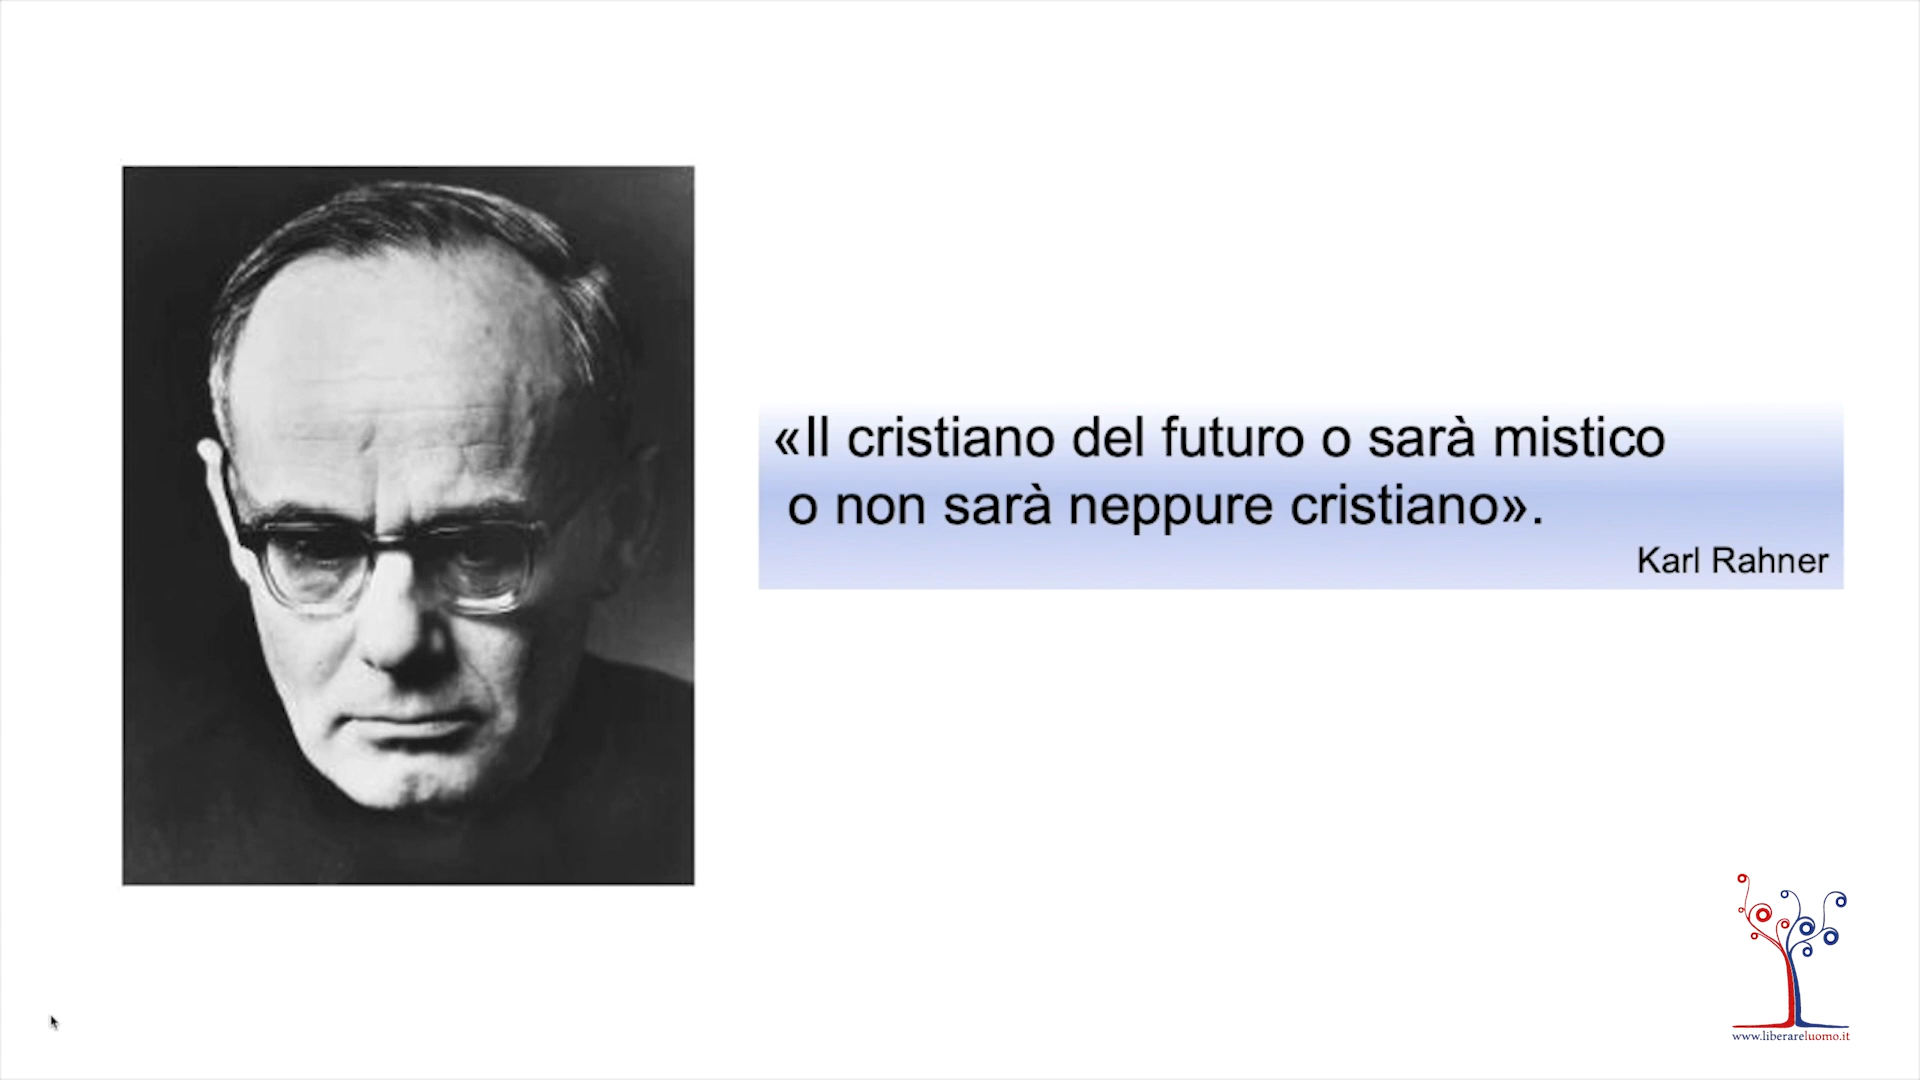 «Il cristiano del futuro o sarà mistico
o non sarà neppure cristiano».
Karl Rahner
www.liberareluomo.it